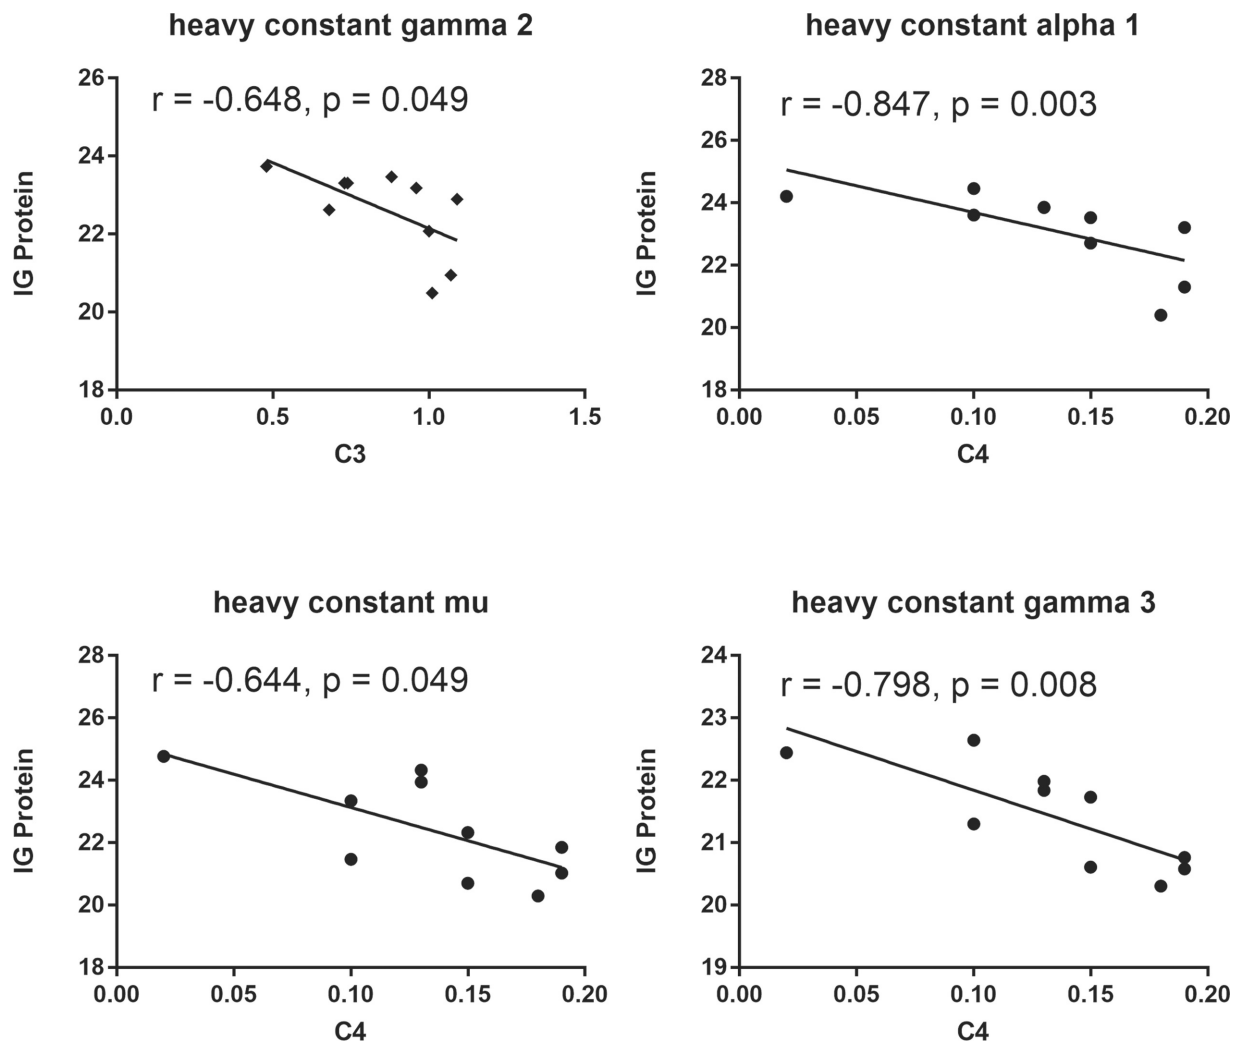 heavy constant gamma 2
r = -0.648, p = 0.049
26
24
22
20
18
IG Protein
0.0 0.5 1.0 1.5
C3
heavy constant alpha 1
r = -0.847, p = 0.003
28
26
24
22
20
18
IG Protein
0.00 0.05 0.10 0.15 0.20
C4
heavy constant mu
r = -0.644, p = 0.049
28
26
24
22
20
18
IG Protein
0.00 0.05 0.10 0.15 0.20
C4
heavy constant gamma 3
r = -0.798, p = 0.008
24
23
22
21
20
19
IG Protein
0.00 0.05 0.10 0.15 0.20
C4